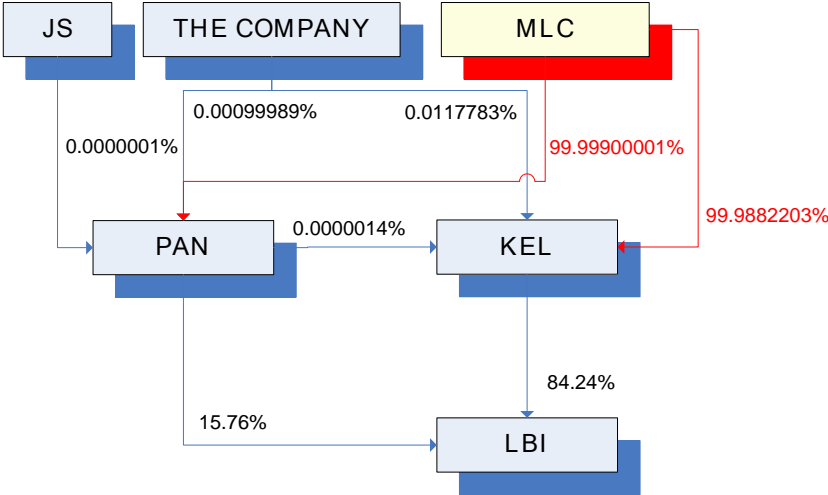 JS
THE COMPANY
MLC
0.00099989%
0.0117783%
0.0000001%
99.99900001%
99.9882203%
PAN
0.0000014%
KEL
84.24%
15.76%
LBI